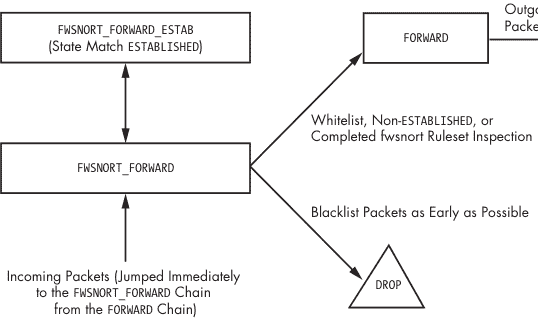 FWSNORT_FORWARD_ESTAB
(State Match ESTABLISHED)
FORWARD
Whitelist, Non-ESTABLISHED, or
Completed fwsnort Ruleset Inspection
FWSNORT_FORWARD
Blacklist Packets as Early as Possible
DROP
Incoming Packets (Jumped Immediately
to the FWSNORT_FORWARD Chain
from the FORWARD Chain)